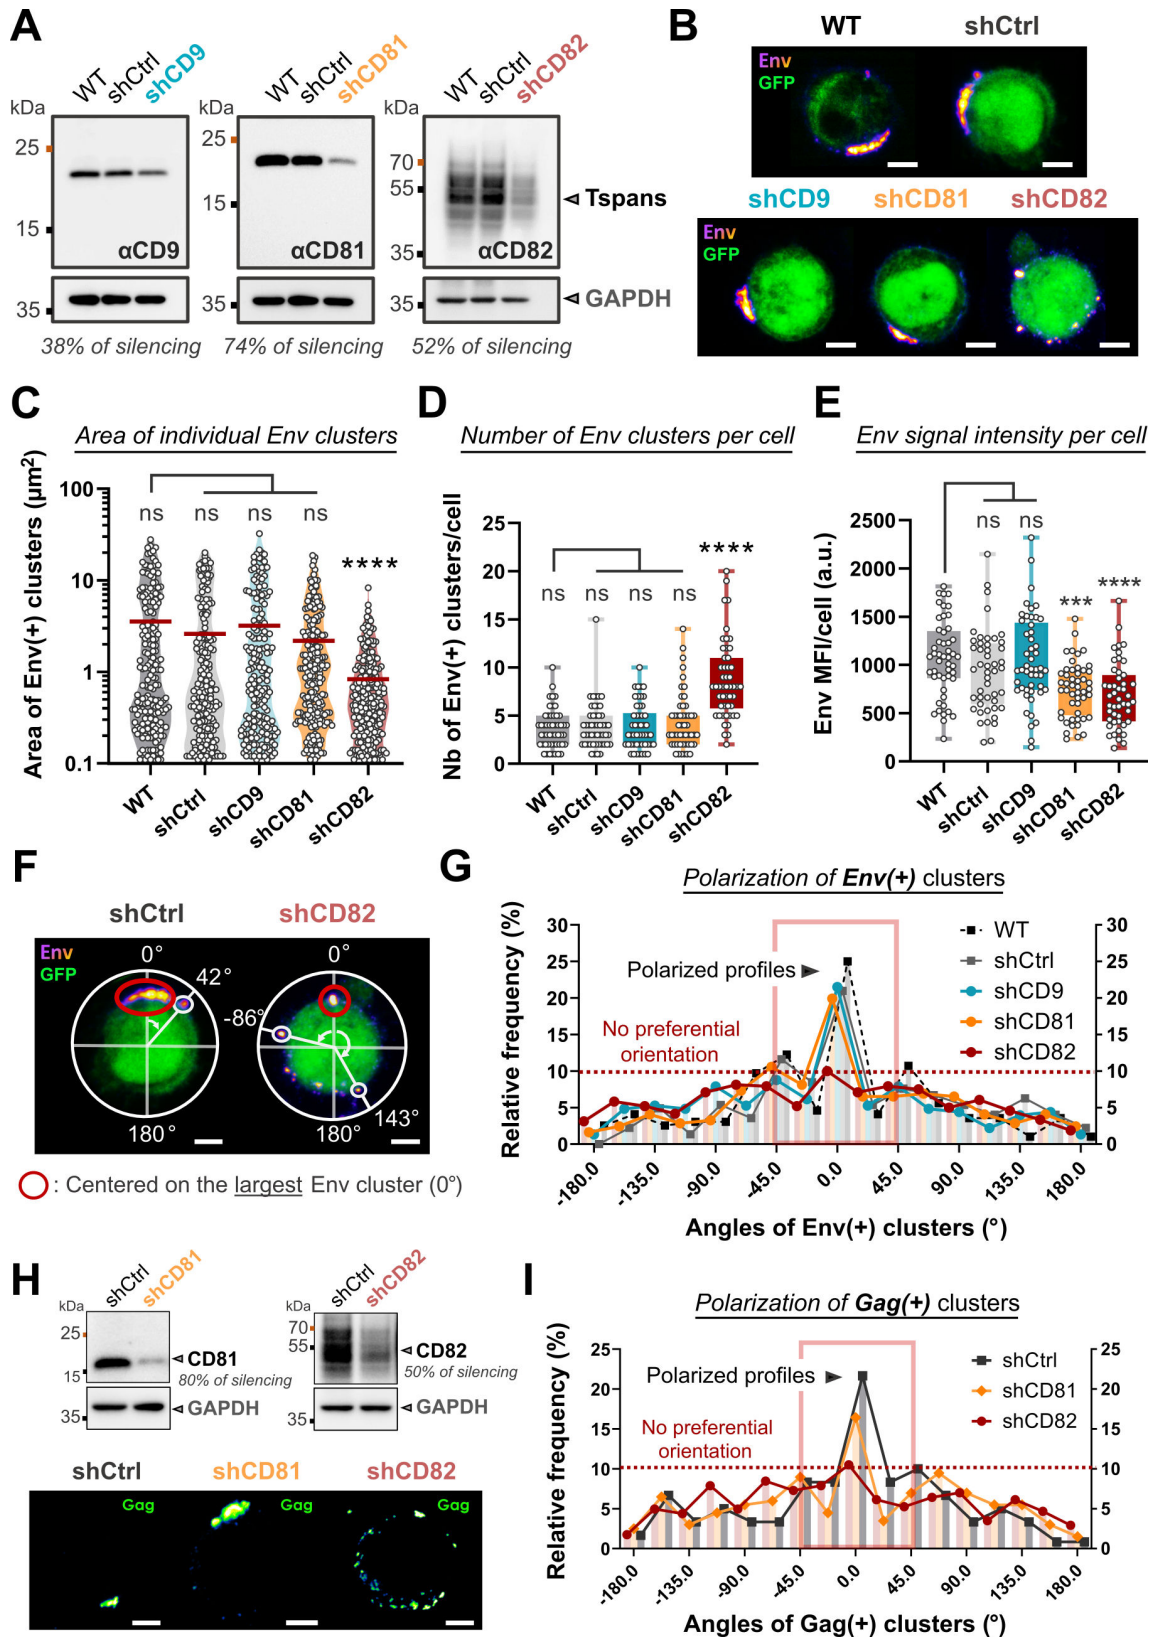 A
WT
shCtrl
shCD9
kDa
25
15
αCD9
35
38% of silencing
WT
shCtrl
shCD81
kDa
25
15
αCD81
35
74% of silencing
WT
shCtrl
shCD82
kDa
70
55
35
αCD82
Tspans
35
GAPDH
52% of silencing
B
WT
shCtrl
Env
GFP
shCD9
shCD81
shCD82
Env
GFP
C
Area of individual Env clusters
Area of Env(+) clusters (µm²)
100
10
1
0.1
ns
ns
ns
ns
****
WT
shCtrl
shCD9
shCD81
shCD82
D
Number of Env clusters per cell
Nb of Env(+) clusters/cell
25
20
15
10
5
0
ns
ns
ns
ns
****
WT
shCtrl
shCD9
shCD81
shCD82
E
Env signal intensity per cell
Env MFI/cell (a.u.)
2500
2000
1500
1000
500
0
ns
ns
***
****
WT
shCtrl
shCD9
shCD81
shCD82
F
shCtrl
shCD82
Env
GFP
0°
42°
180°
0°
-86°
143°
180°
: Centered on the largest Env cluster (0°)
G
Polarization of Env(+) clusters
Relative frequency (%)
30
25
20
15
10
5
0
30
25
20
15
10
5
0
Polarized profiles
No preferential
orientation
WT
shCtrl
shCD9
shCD81
shCD82
-180.0
-135.0
-90.0
-45.0
0.0
45.0
90.0
135.0
180.0
Angles of Env(+) clusters (°)
H
shCtrl
shCD81
kDa
25
15
CD81
80% of silencing
35
GAPDH
shCtrl
shCD82
kDa
70
55
CD82
50% of silencing
35
GAPDH
shCtrl
shCD81
shCD82
Gag
Gag
Gag
I
Polarization of Gag(+) clusters
Relative frequency (%)
25
20
15
10
5
0
25
20
15
10
5
0
Polarized profiles
No preferential
orientation
shCtrl
shCD81
shCD82
-180.0
-135.0
-90.0
-45.0
0.0
45.0
90.0
135.0
180.0
Angles of Gag(+) clusters (°)